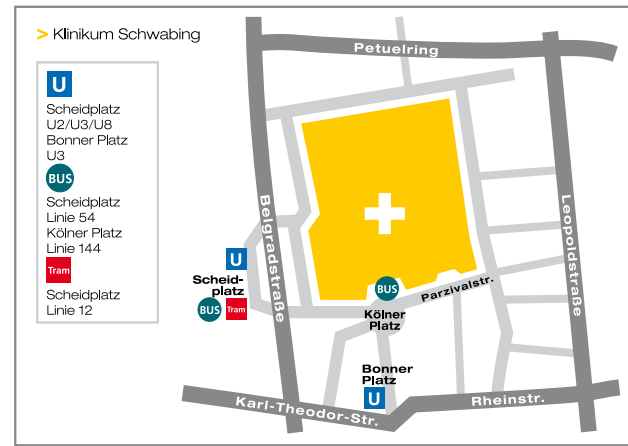 > Klinikum Schwabing
U
Scheidplatz
U2/U3/U8
Bonner Platz
U3
BUS
Scheidplatz
Linie 54
Kölner Platz
Linie 144
Tram
Scheidplatz
Linie 12
Petuelring
Belgradstraße
Leopoldstraße
U
Scheid-
platz
BUS
Tram
BUS
Parzivalstr.
Kölner
Platz
Bonner
Platz
U
Karl-Theodor-Str.
Rheinstr.